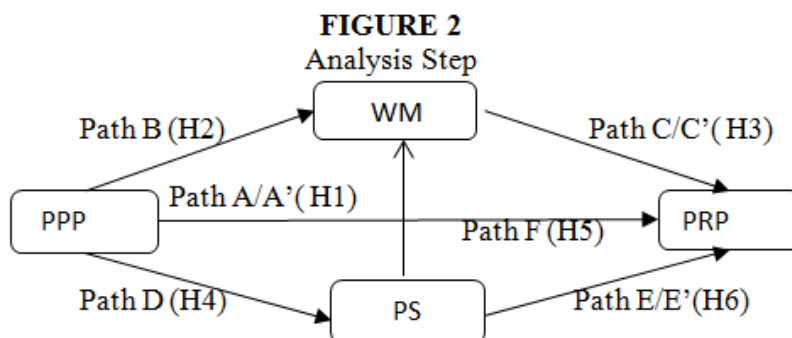 FIGURE 2
Analysis Step
WM
Path B (H2)
Path C/C’( H3)
Path A/A’( H1)
PPP
Path F (H5)
PRP
Path D (H4)
PS
Path E/E’(H6)